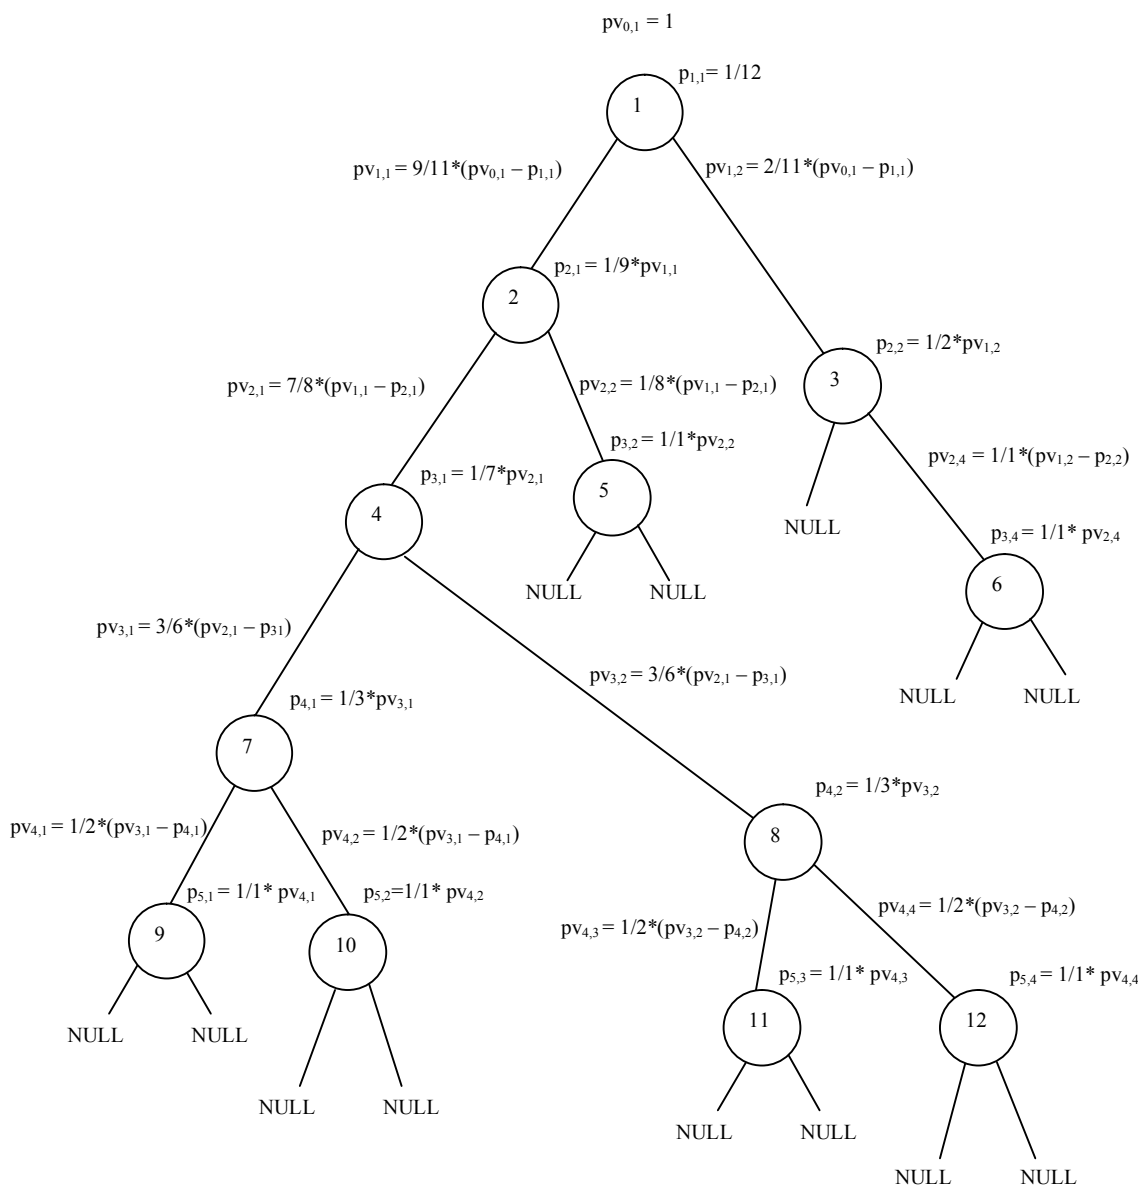 pv₀,₁ = 1
p₁,₁= 1/12
1
pv₁,₁ = 9/11*(pv₀,₁ – p₁,₁)
pv₁,₂ = 2/11*(pv₀,₁ – p₁,₁)
p₂,₁ = 1/9*pv₁,₁
2
p₂,₂ = 1/2*pv₁,₂
3
pv₂,₁ = 7/8*(pv₁,₁ – p₂,₁)
pv₂,₂ = 1/8*(pv₁,₁ – p₂,₁)
p₃,₂ = 1/1*pv₂,₂
pv₂,₄ = 1/1*(pv₁,₂ – p₂,₂)
p₃,₁ = 1/7*pv₂,₁
5
4
NULL
p₃,₄ = 1/1* pv₂,₄
6
NULL
NULL
pv₃,₁ = 3/6*(pv₂,₁ – p₃₁)
pv₃,₂ = 3/6*(pv₂,₁ – p₃,₁)
NULL
NULL
p₄,₁ = 1/3*pv₃,₁
7
p₄,₂ = 1/3*pv₃,₂
8
pv₄,₁ = 1/2*(pv₃,₁ – p₄,₁)
pv₄,₂ = 1/2*(pv₃,₁ – p₄,₁)
p₅,₁ = 1/1* pv₄,₁
p₅,₂=1/1* pv₄,₂
pv₄,₄ = 1/2*(pv₃,₂ – p₄,₂)
pv₄,₃ = 1/2*(pv₃,₂ – p₄,₂)
9
10
p₅,₃ = 1/1* pv₄,₃
p₅,₄ = 1/1* pv₄,₄
11
12
NULL
NULL
NULL
NULL
NULL
NULL
NULL
NULL